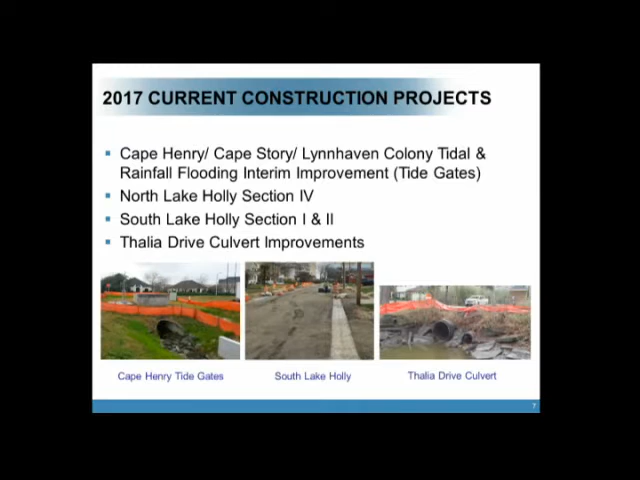 2017 CURRENT CONSTRUCTION PROJECTS
Cape Henry/ Cape Story/ Lynnhaven Colony Tidal &
Rainfall Flooding Interim Improvement (Tide Gates)
North Lake Holly Section IV
South Lake Holly Section I & II
Thalia Drive Culvert Improvements
Cape Henry Tide Gates
South Lake Holly
Thalia Drive Culvert
7